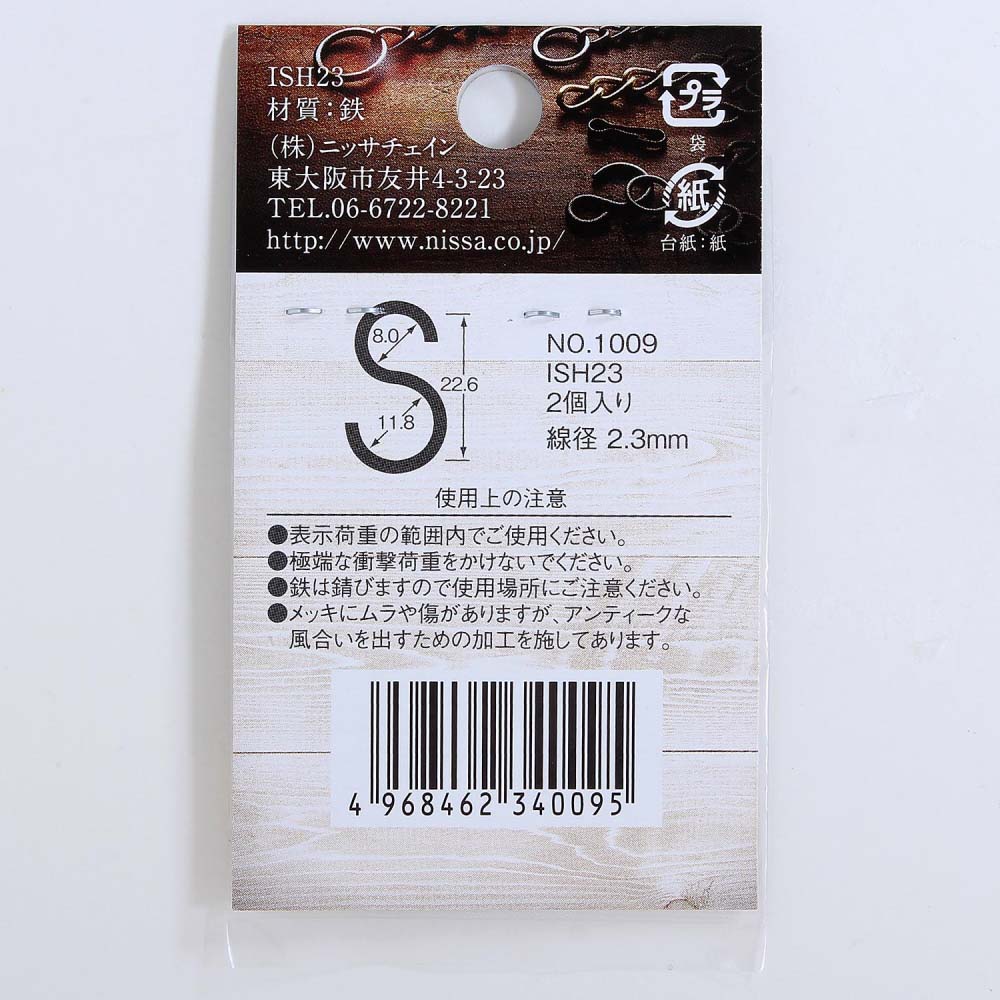 ISH23
材質：鉄
（株）ニッサチェイン
東大阪市友井4-3-23
TEL.06-6722-8221
http://www.nissa.co.jp/
プラ
袋
紙
台紙：紙
8.0
22.6
11.8
NO.1009
ISH23
2個入り
線径 2.3mm
使用上の注意
●表示荷重の範囲内でご使用ください。
●極端な衝撃荷重をかけないでください。
●鉄は錆びますので使用場所にご注意ください。
●メッキにムラや傷がありますが、アンティークな
風合いを出すための加工を施してあります。
4 968462 340095